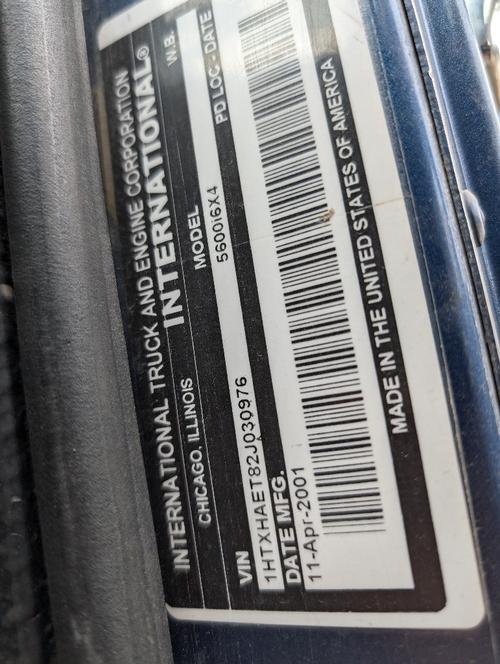 INTERNATIONAL TRUCK AND ENGINE CORPORATION
INTERNATIONAL®
CHICAGO, ILLINOIS
MODEL
W.B.
5600i6X4
PD LOC - DATE
VIN
1HTXHAET82J030976
DATE MFG.
11-Apr-2001
MADE IN THE UNITED STATES OF AMERICA